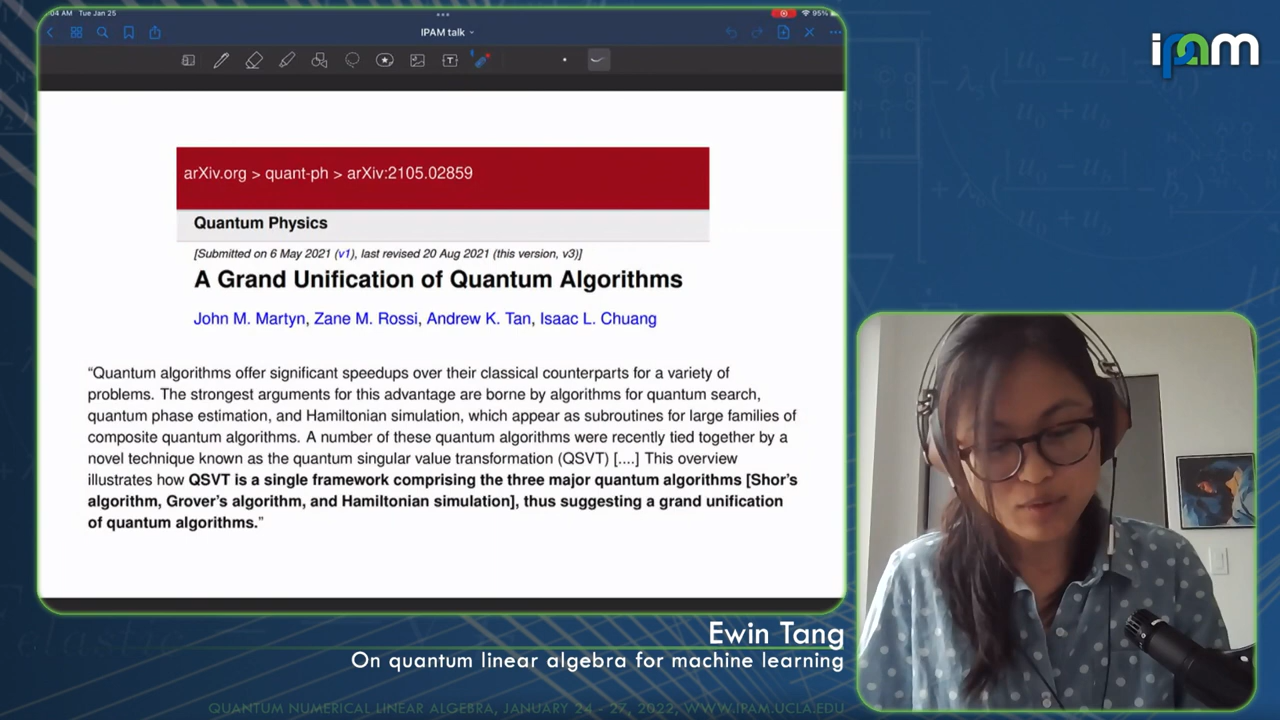 04 AM Tue Jan 25
95%
IPAM talk
ipam
arXiv.org > quant-ph > arXiv:2105.02859
Quantum Physics
[Submitted on 6 May 2021 (v1), last revised 20 Aug 2021 (this version, v3)]
A Grand Unification of Quantum Algorithms
John M. Martyn, Zane M. Rossi, Andrew K. Tan, Isaac L. Chuang
“Quantum algorithms offer significant speedups over their classical counterparts for a variety of
problems. The strongest arguments for this advantage are borne by algorithms for quantum search,
quantum phase estimation, and Hamiltonian simulation, which appear as subroutines for large families of
composite quantum algorithms. A number of these quantum algorithms were recently tied together by a
novel technique known as the quantum singular value transformation (QSVT) [....] This overview
illustrates how QSVT is a single framework comprising the three major quantum algorithms [Shor’s
algorithm, Grover’s algorithm, and Hamiltonian simulation], thus suggesting a grand unification
of quantum algorithms.”
Ewin Tang
On quantum linear algebra for machine learning
QUANTUM NUMERICAL LINEAR ALGEBRA, JANUARY 24 - 27, 2022, WWW.IPAM.UCLA.EDU